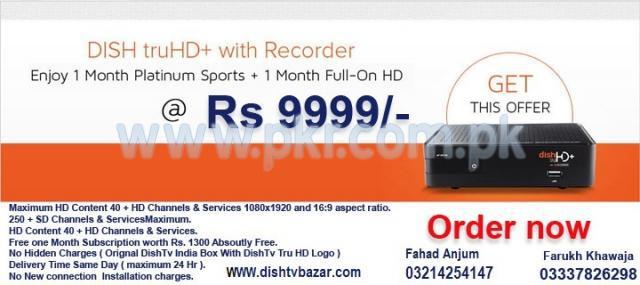 DISH truHD+ with Recorder
Enjoy 1 Month Platinum Sports + 1 Month Full-On HD
@ Rs 9999/-
GET
THIS OFFER
www.pkr.com.pk
dish
HD+
Maximum HD Content 40 + HD Channels & Services 1080x1920 and 16:9 aspect ratio.
250 + SD Channels & ServicesMaximum.
HD Content 40 + HD Channels & Services.
Free one Month Subscription worth Rs. 1300 Absoutly Free.
No Hidden Charges ( Orignal DishTv India Box With DishTv Tru HD Logo )
Delivery Time Same Day ( maximum 24 Hr ).
No New connection Installation charges.
www.dishtvbazar.com
Order now
Fahad Anjum
03214254147
Farukh Khawaja
03337826298